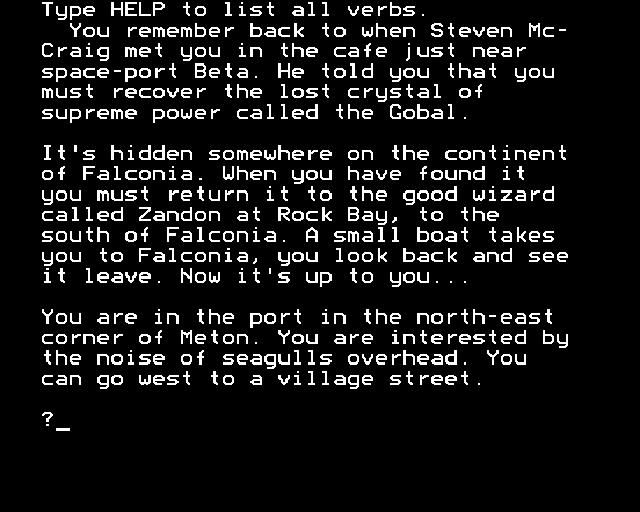 Type HELP to list all verbs.
You remember back to when Steven Mc-
Craig met you in the cafe just near
space-port Beta. He told you that you
must recover the lost crystal of
supreme power called the Gobal.
It's hidden somewhere on the continent
of Falconia. When you have found it
you must return it to the good wizard
called Zandon at Rock Bay, to the
south of Falconia. A small boat takes
you to Falconia, you look back and see
it leave. Now it's up to you...
You are in the port in the north-east
corner of Meton. You are interested by
the noise of seagulls overhead. You
can go west to a village street.
?_